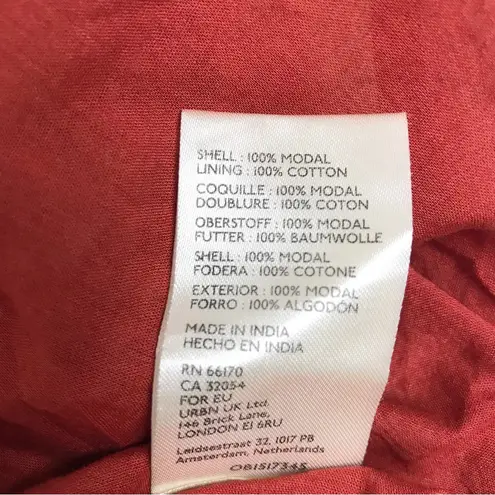 SHELL : 100% MODAL
LINING : 100% COTTON
COQUILLE : 100% MODAL
DOUBLURE : 100% COTON
OBERSTOFF : 100% MODAL
FUTTER : 100% BAUMWOLLE
SHELL : 100% MODAL
FODERA : 100% COTONE
EXTERIOR : 100% MODAL
FORRO : 100% ALGODÓN
MADE IN INDIA
HECHO EN INDIA
RN 66170
CA 32054
FOR EU
URBN UK Ltd.
146 Brick Lane,
LONDON E1 6RU
Leidsestraat 32, 1017 PB
Amsterdam, Netherlands
OB1517345